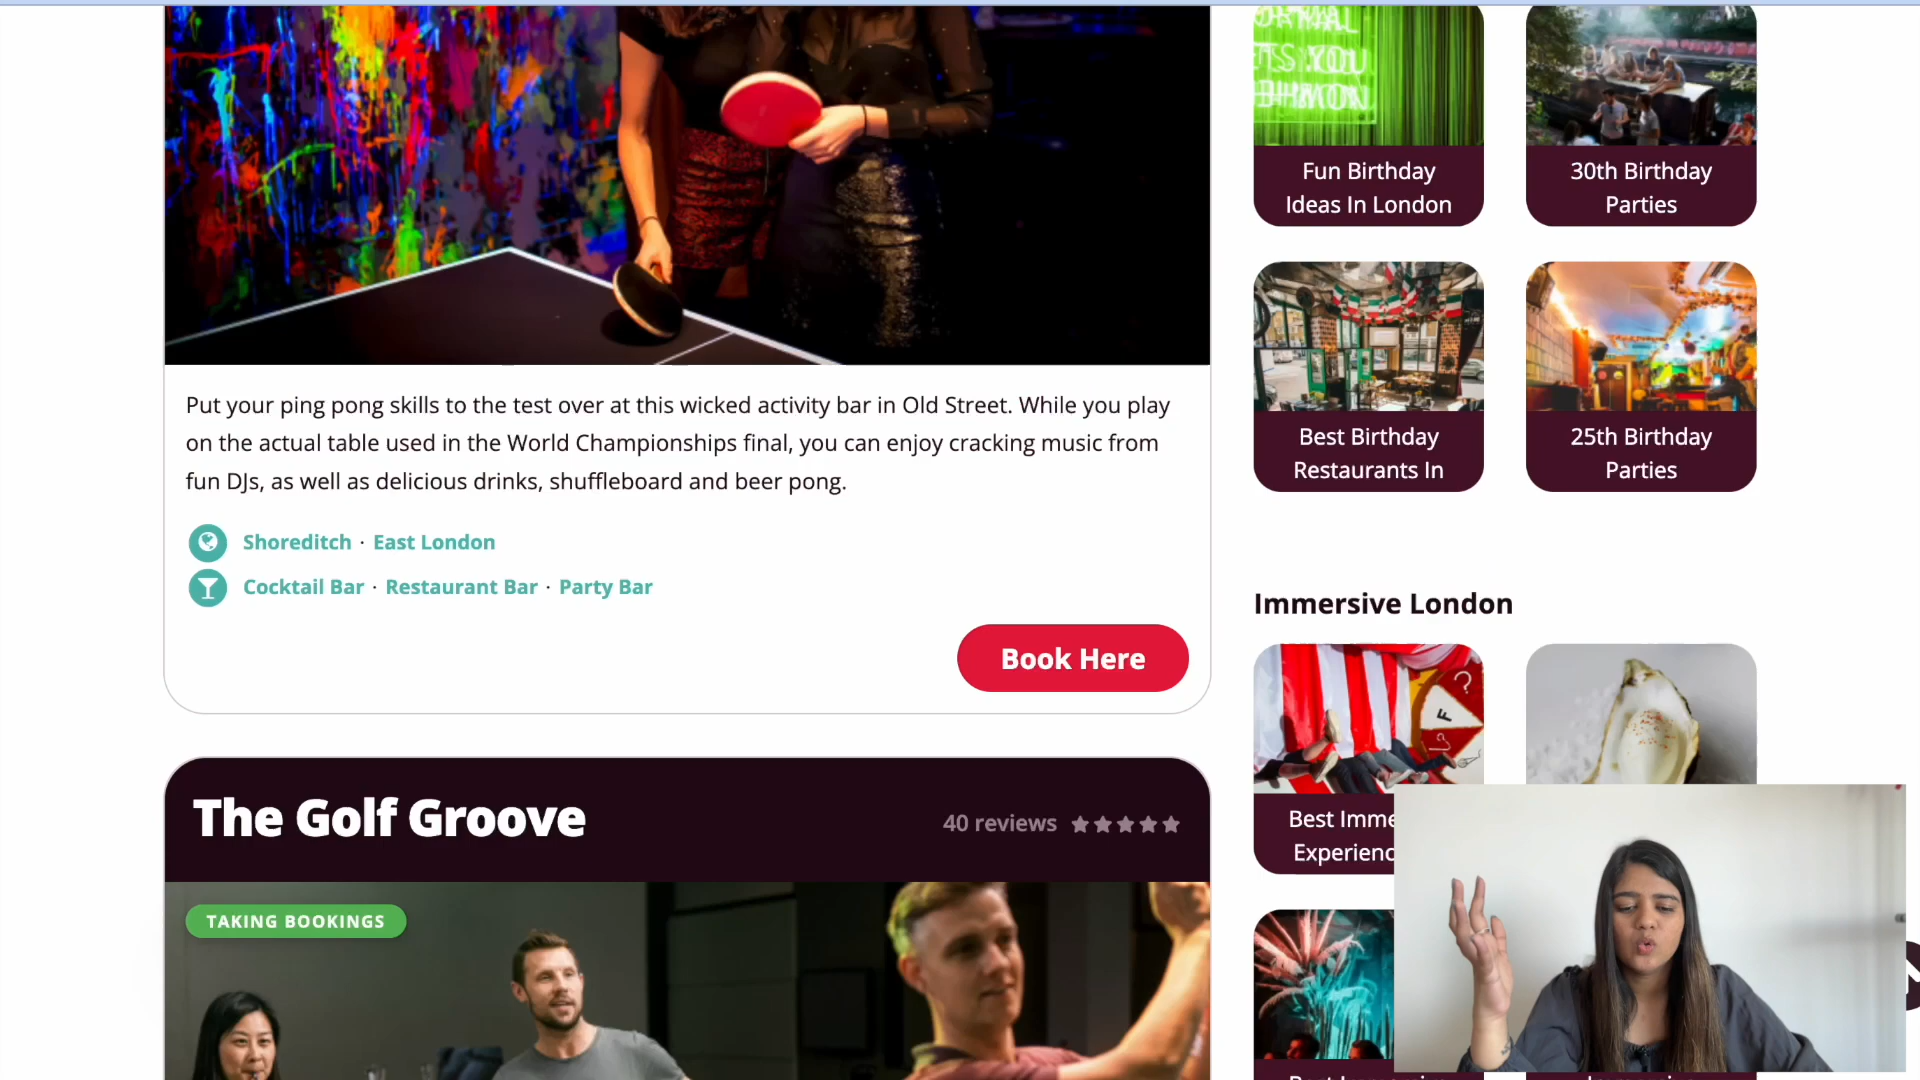 Put your ping pong skills to the test over at this wicked activity bar in Old Street. While you play
on the actual table used in the World Championships final, you can enjoy cracking music from
fun DJs, as well as delicious drinks, shuffleboard and beer pong.
Shoreditch · East London
Cocktail Bar · Restaurant Bar · Party Bar
Book Here
The Golf Groove
40 reviews
TAKING BOOKINGS
YOU
Fun Birthday
Ideas In London
30th Birthday
Parties
Best Birthday
Restaurants In
25th Birthday
Parties
Immersive London
Best